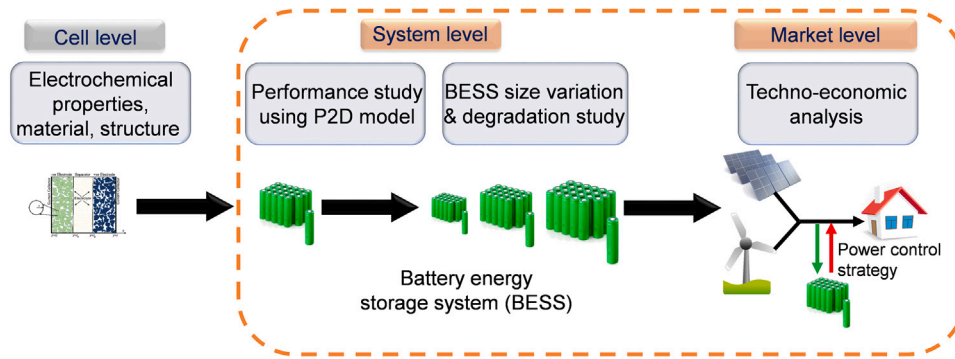 Cell level
System level
Market level
Electrochemical
properties,
material, structure
Performance study
using P2D model
BESS size variation
& degradation study
Techno-economic
analysis
Power control
strategy
Battery energy
storage system (BESS)